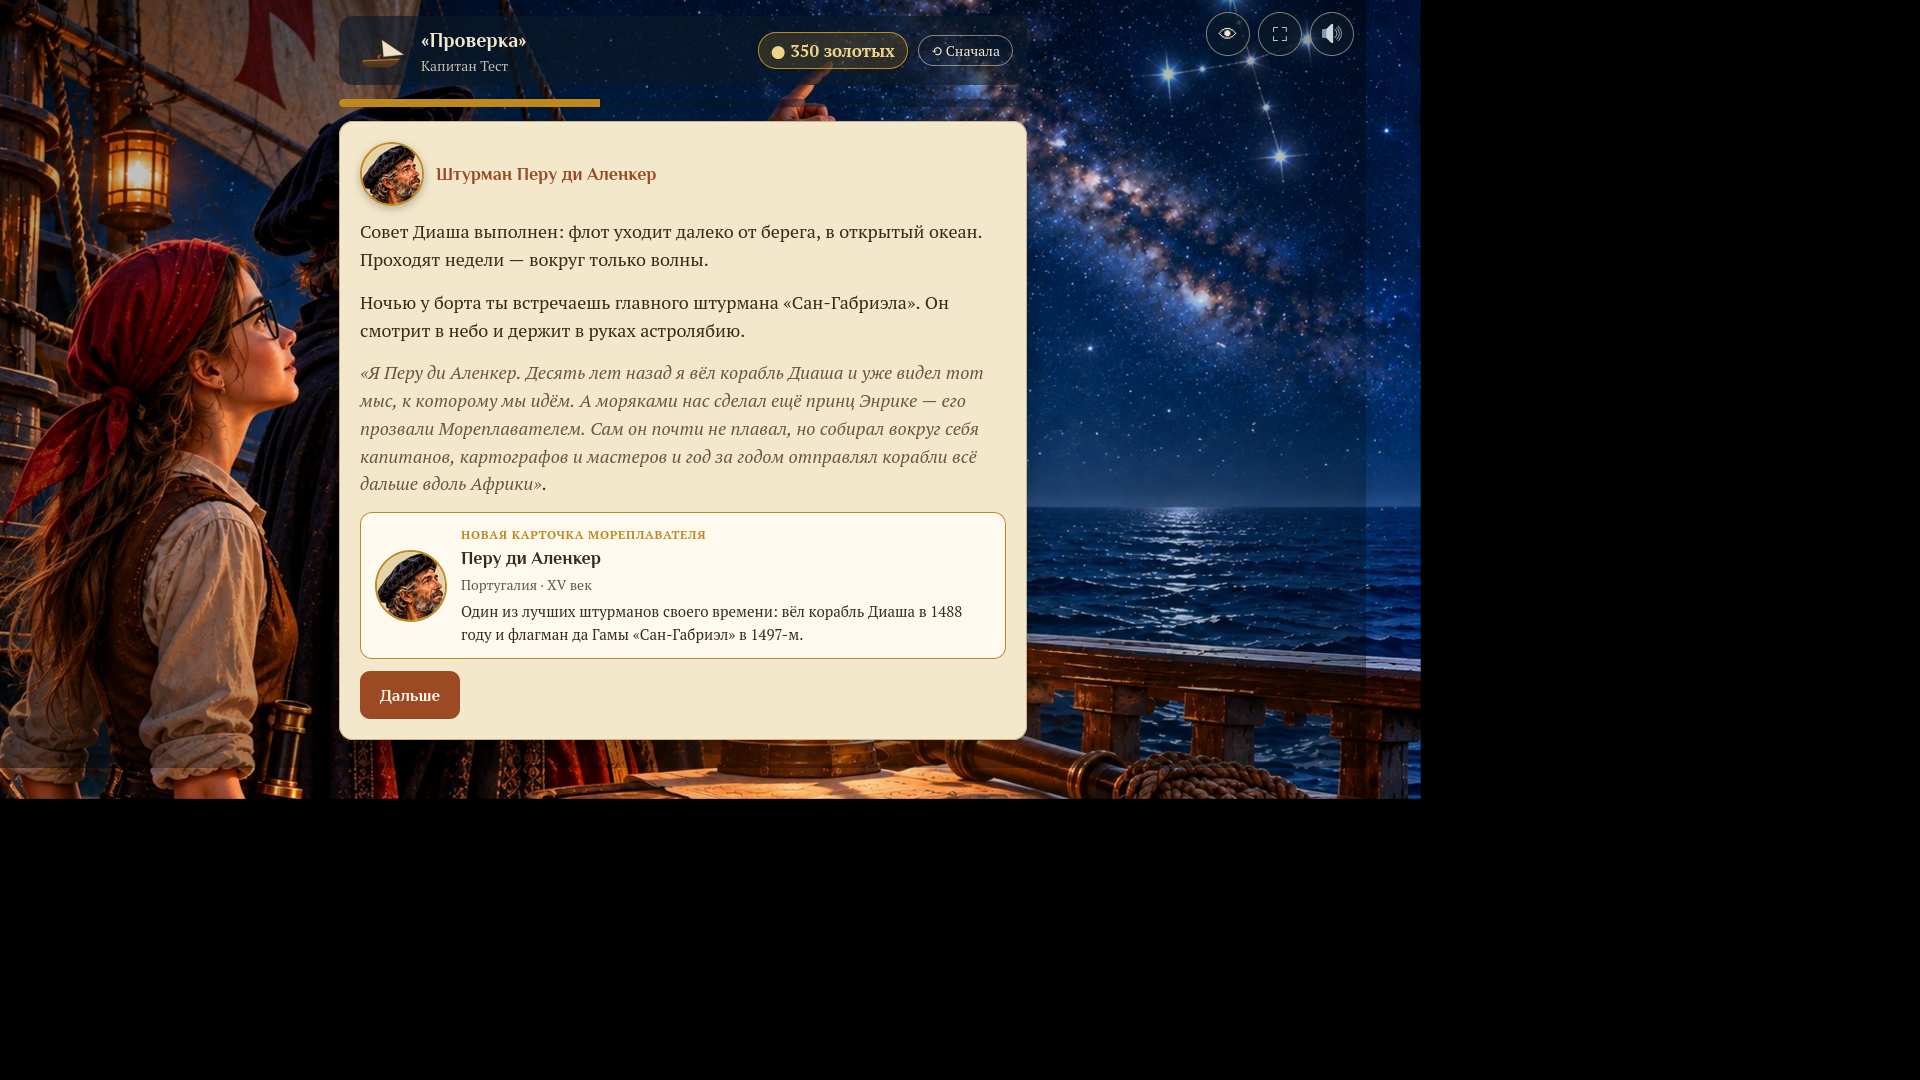 «Проверка»
Капитан Тест
350 золотых
⟲ Сначала
Штурман Перу ди Аленкер
Совет Диаша выполнен: флот уходит далеко от берега, в открытый океан.
Проходят недели — вокруг только волны.
Ночью у борта ты встречаешь главного штурмана «Сан-Габриэла». Он
смотрит в небо и держит в руках астролябию.
«Я Перу ди Аленкер. Десять лет назад я вёл корабль Диаша и уже видел тот
мыс, к которому мы идём. А моряками нас сделал ещё принц Энрике — его
прозвали Мореплавателем. Сам он почти не плавал, но собирал вокруг себя
капитанов, картографов и мастеров и год за годом отправлял корабли всё
дальше вдоль Африки».
НОВАЯ КАРТОЧКА МОРЕПЛАВАТЕЛЯ
Перу ди Аленкер
Португалия · XV век
Один из лучших штурманов своего времени: вёл корабль Диаша в 1488
году и флагман да Гамы «Сан-Габриэл» в 1497-м.
Дальше